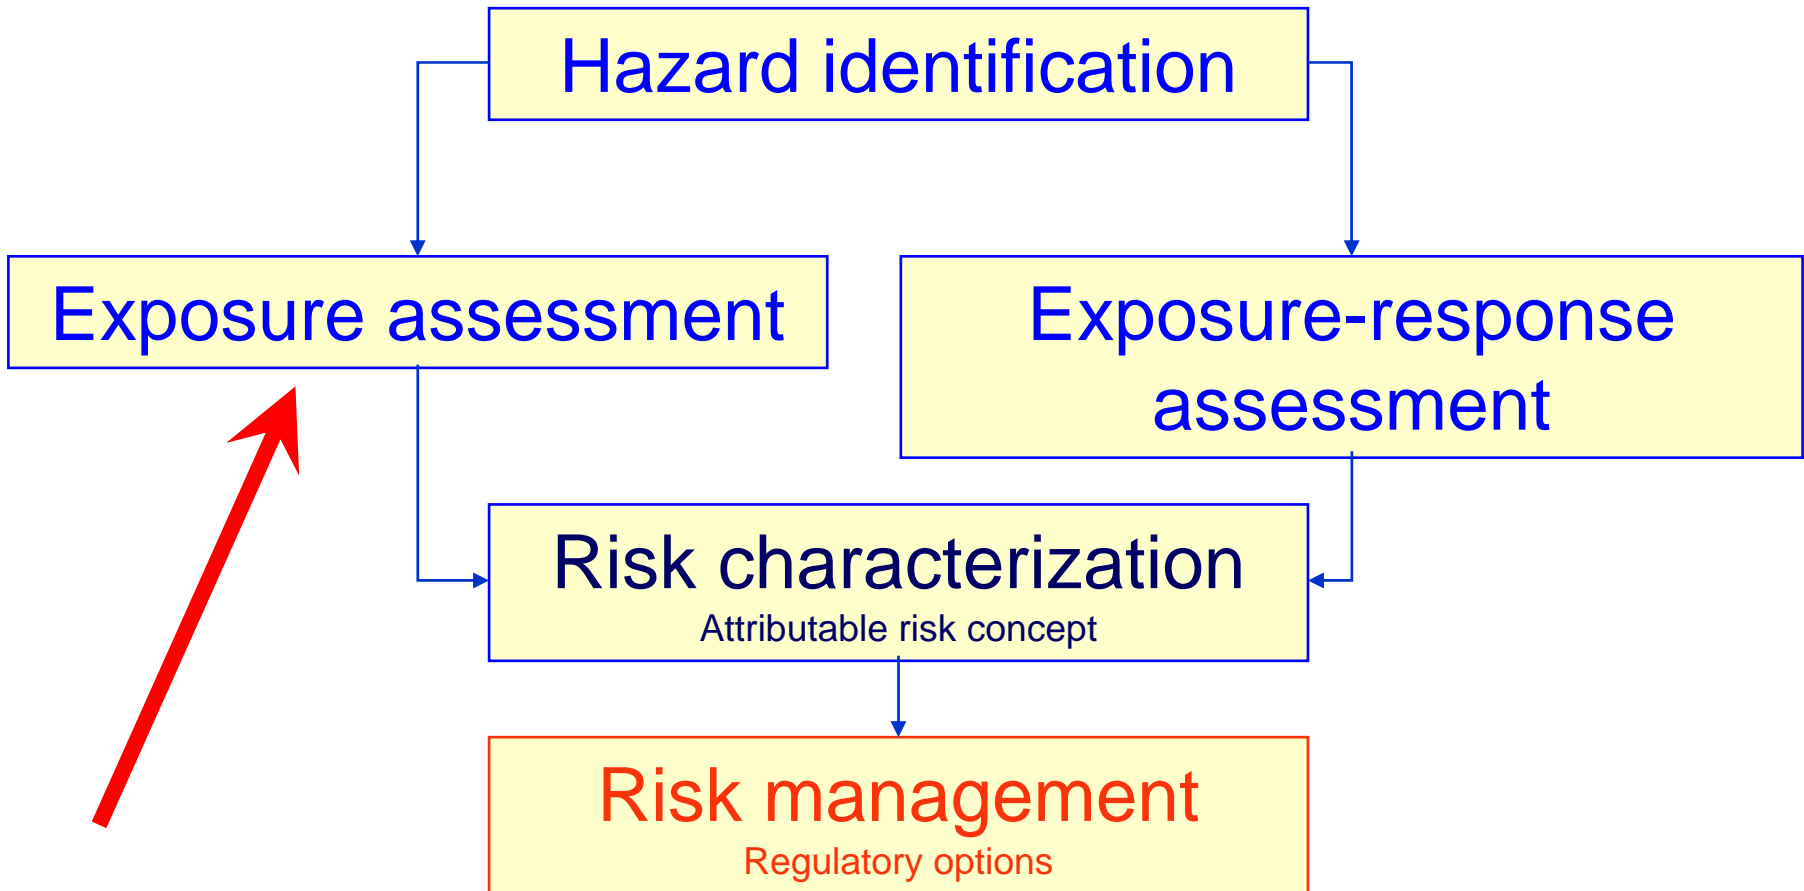 Hazard identification
Exposure assessment
Exposure-response
assessment
Risk characterization
Attributable risk concept
Risk management
Regulatory options